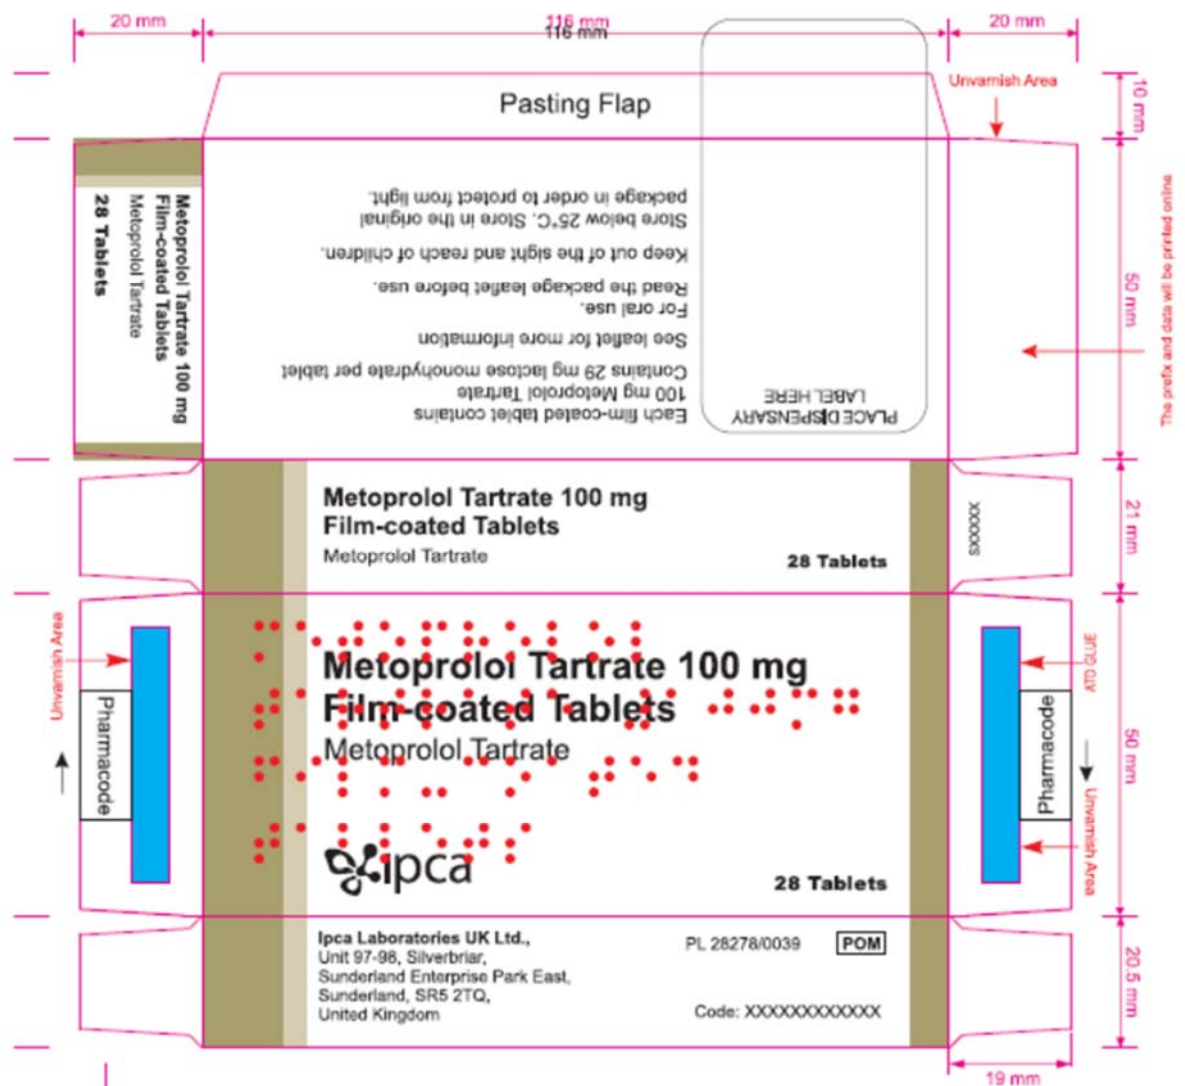 20 mm
116 mm
116 mm
20 mm
Pasting Flap
Unvarnish Area
10 mm
package in order to protect from light.
Store below 25°C. Store in the original
Keep out of the sight and reach of children.
Read the package leaflet before use.
For oral use.
See leaflet for more information
Contains 29 mg lactose monohydrate per tablet
100 mg Metoprolol Tartrate
Each film-coated tablet contains
LABEL HERE
PLACE DISPENSARY
Metoprolol Tartrate 100 mg
Film-coated Tablets
Metoprolol Tartrate
28 Tablets
50 mm
The prefix and data will be printed online
Metoprolol Tartrate 100 mg
Film-coated Tablets
Metoprolol Tartrate
28 Tablets
SXXXXX
21 mm
Metoprolol Tartrate 100 mg
Film-coated Tablets
Metoprolol Tartrate
ipca
28 Tablets
Unvarnish Area
Pharmacode
Pharmacode
ATD GLUE
Unvarnish Area
50 mm
Ipca Laboratories UK Ltd.,
Unit 97-98, Silverbriar,
Sunderland Enterprise Park East,
Sunderland, SR5 2TQ,
United Kingdom
PL 28278/0039
POM
Code: XXXXXXXXXXXX
20.5 mm
19 mm